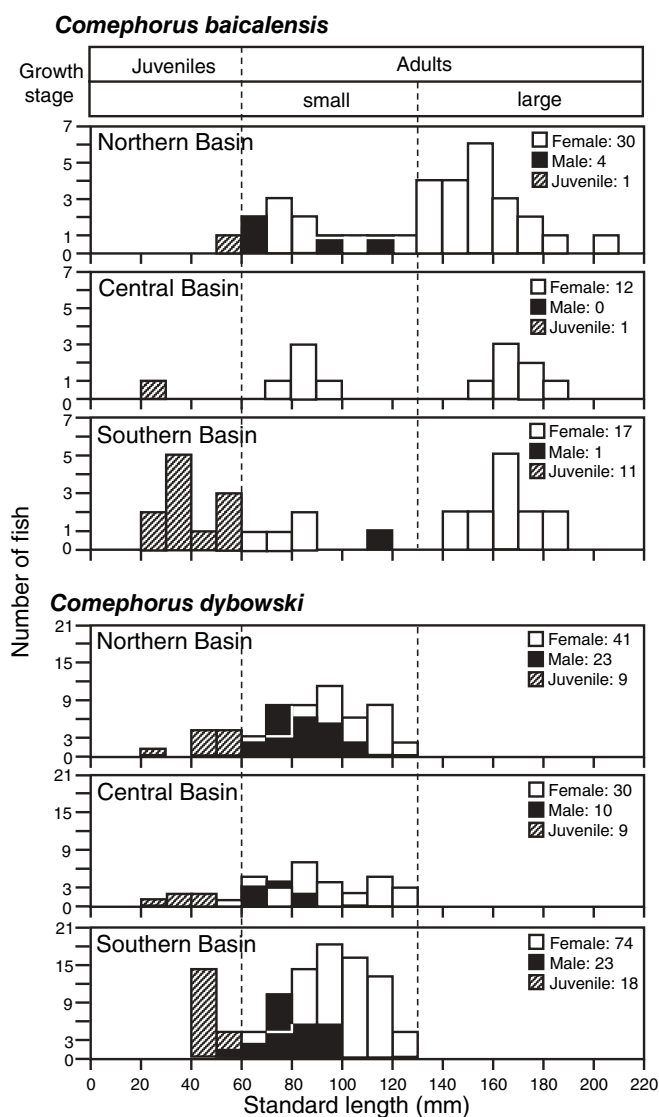 Comephorus baicalensis
Growth stage
Juveniles Adults
small large
Number of fish
Northern Basin
Female: 30
Male: 4
Juvenile: 1
7
5
3
1
0
Central Basin
Female: 12
Male: 0
Juvenile: 1
7
5
3
1
0
Southern Basin
Female: 17
Male: 1
Juvenile: 11
7
5
3
1
0
Comephorus dybowski
Northern Basin
Female: 41
Male: 23
Juvenile: 9
21
15
9
3
0
Central Basin
Female: 30
Male: 10
Juvenile: 9
21
15
9
3
0
Southern Basin
Female: 74
Male: 23
Juvenile: 18
21
15
9
3
0
0 20 40 60 80 100 120 140 160 180 200 220
Standard length (mm)